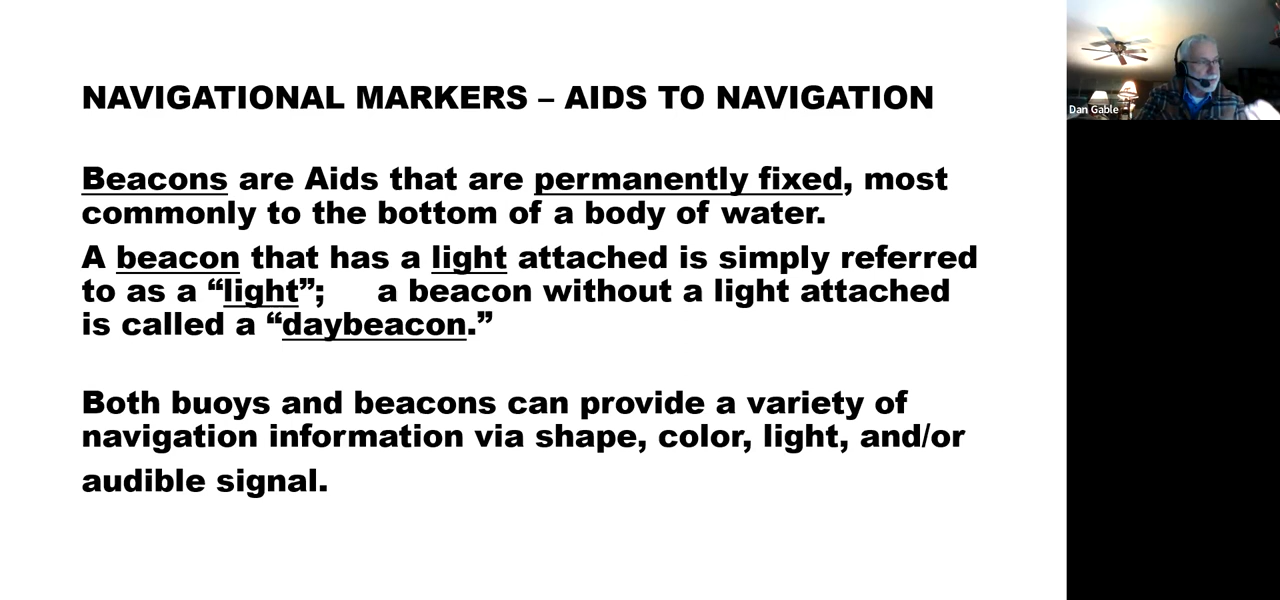 NAVIGATIONAL MARKERS – AIDS TO NAVIGATION
Beacons are Aids that are permanently fixed, most
commonly to the bottom of a body of water.
A beacon that has a light attached is simply referred
to as a “light”; a beacon without a light attached
is called a “daybeacon.”
Both buoys and beacons can provide a variety of
navigation information via shape, color, light, and/or
audible signal.
Dan Gable